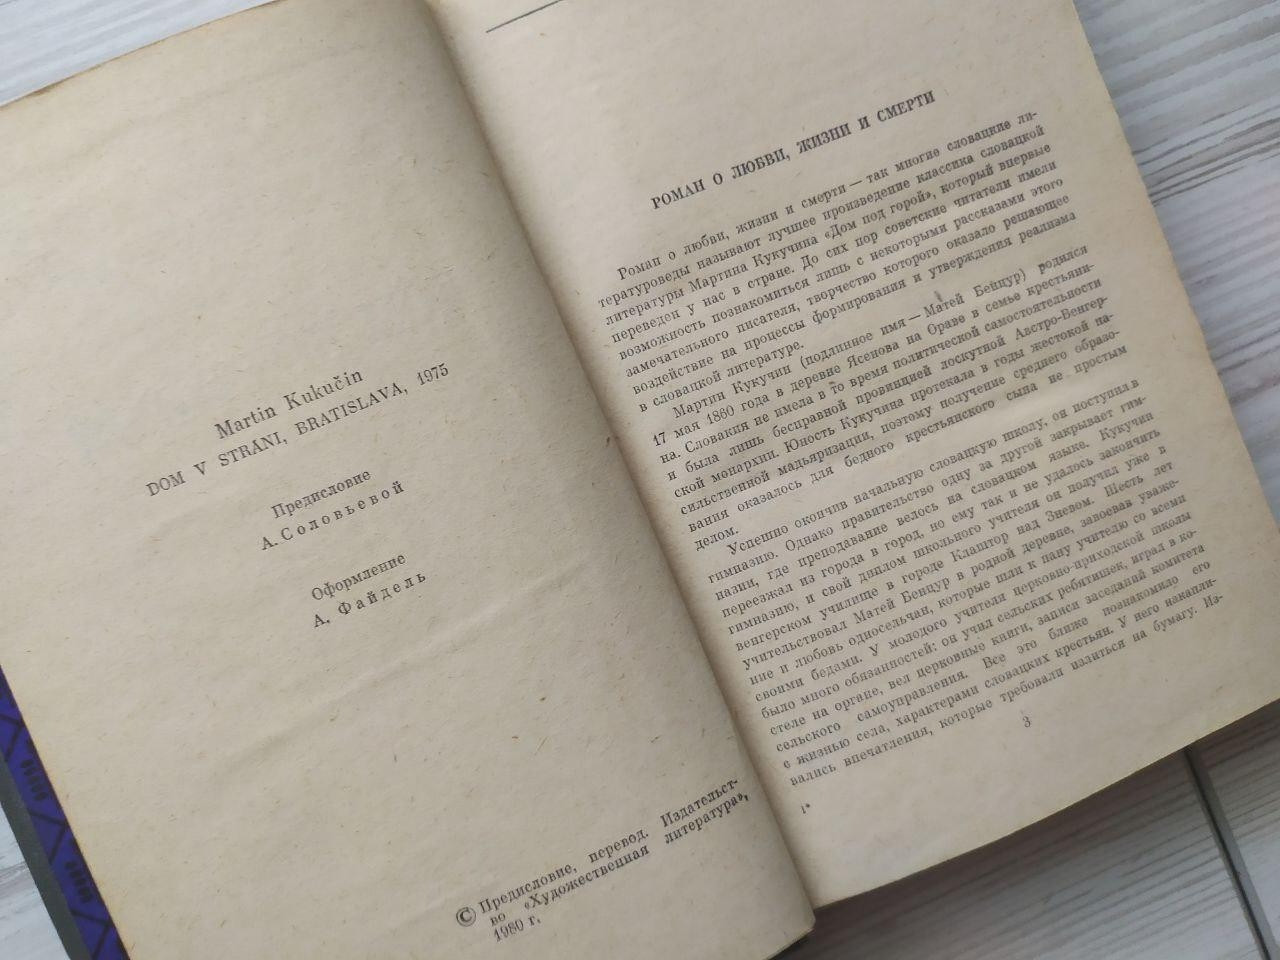 Martin Kukučin
DOM V STRÁNI, BRATISLAVA, 1975
Предисловие
А. Соловьевой
Оформление
А. Файдель
© Предисловие, перевод. Издательст-
во «Художественная литература»,
1980 г.
РОМАН О ЛЮБВИ, ЖИЗНИ И СМЕРТИ
Роман о любви, жизни и смерти — так многие словацкие ли-
тературоведы называют лучшее произведение классика словацкой
литературы Мартина Кукучина «Дом под горой», который впервые
переведен у нас в стране. До сих пор советские читатели имели
возможность познакомиться лишь с некоторыми рассказами этого
замечательного писателя, творчество которого оказало решающее
воздействие на процессы формирования и утверждения реализма
в словацкой литературе.
Мартин Кукучин (подлинное имя — Матей Бенцур) родился
17 мая 1860 года в деревне Ясенова на Ораве в семье крестьяни-
на. Словакия не имела в то время политической самостоятельности
и была лишь бесправной провинцией лоскутной Австро-Венгер-
ской монархии. Юность Кукучина протекала в годы жестокой на-
сильственной мадьяризации, поэтому получение среднего образо-
вания оказалось для бедного крестьянского сына не простым
делом.
Успешно окончив начальную словацкую школу, он поступил в
гимназию. Однако правительство одну за другой закрывает гим-
назии, где преподавание велось на словацком языке. Кукучин
переезжал из города в город, но ему так и не удалось закончить
гимназию, и свой диплом школьного учителя он получил уже в
венгерском училище в городе Клаштор над Зневом. Шесть лет
учительствовал Матей Бенцур в родной деревне, завоевав уваже-
ние и любовь односельчан, которые шли к пану учителю со всеми
своими бедами. У молодого учителя церковно-приходской школы
было много обязанностей: он учил сельских ребятишек, играл в ко-
стеле на органе, вел церковные книги, записи заседаний комитета
сельского самоуправления. Все это ближе познакомило его
с жизнью села, характерами словацких крестьян. У него накапли-
вались впечатления, которые требовали излиться на бумагу. Из-
1*
3